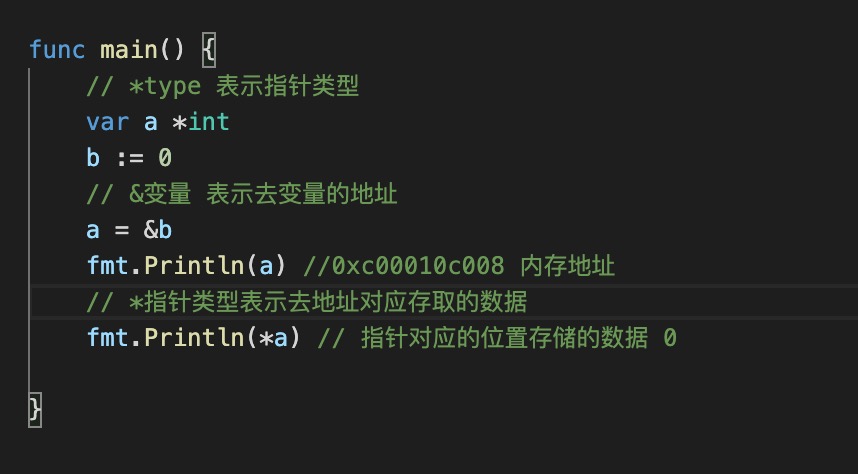 func main() {
    // *type 表示指针类型
    var a *int
    b := 0
    // &变量 表示去变量的地址
    a = &b
    fmt.Println(a) //0xc00010c008 内存地址
    // *指针类型表示去地址对应存取的数据
    fmt.Println(*a) // 指针对应的位置存储的数据 0
}